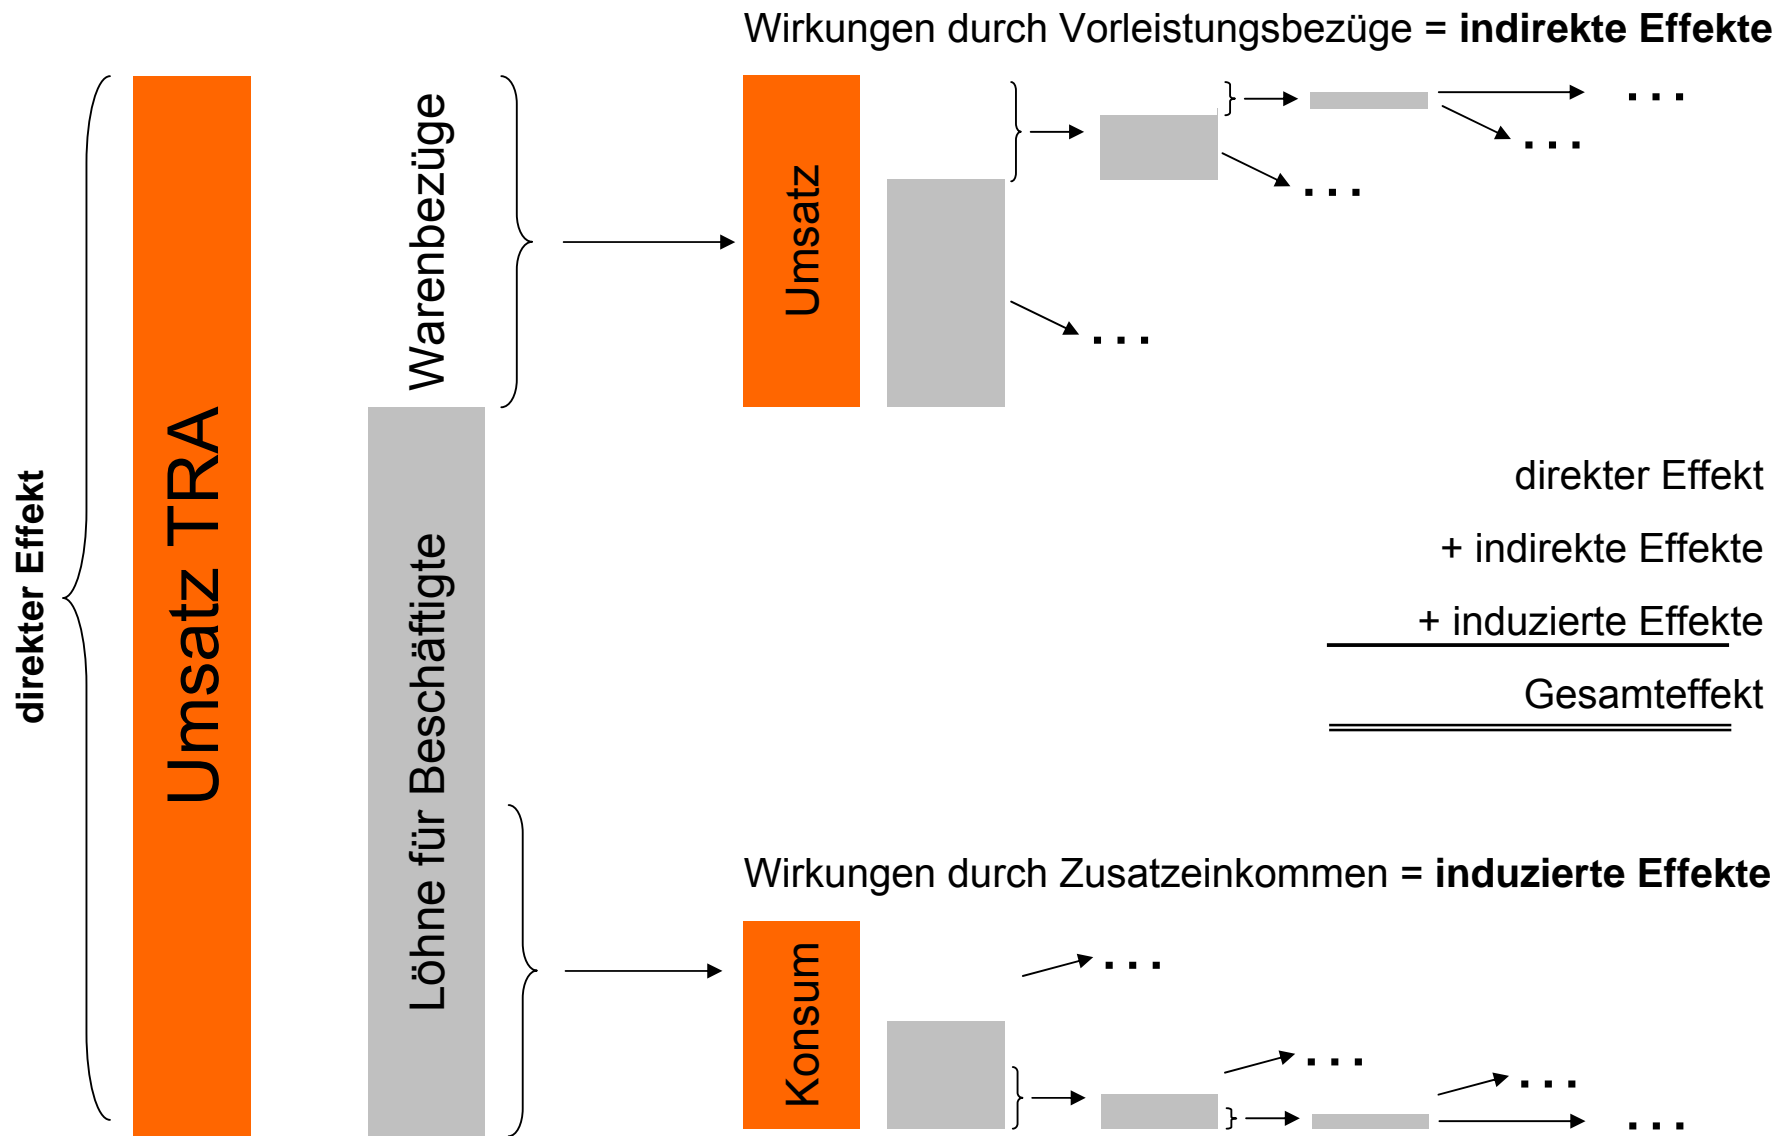 Wirkungen durch Vorleistungsbezüge = indirekte Effekte
direkter Effekt
Umsatz TRA
Warenbezüge
Löhne für Beschäftigte
Umsatz
. . .
. . .
. . .
. . .
direkter Effekt
+ indirekte Effekte
+ induzierte Effekte
Gesamteffekt
Wirkungen durch Zusatzeinkommen = induzierte Effekte
Konsum
. . .
. . .
. . .
. . .